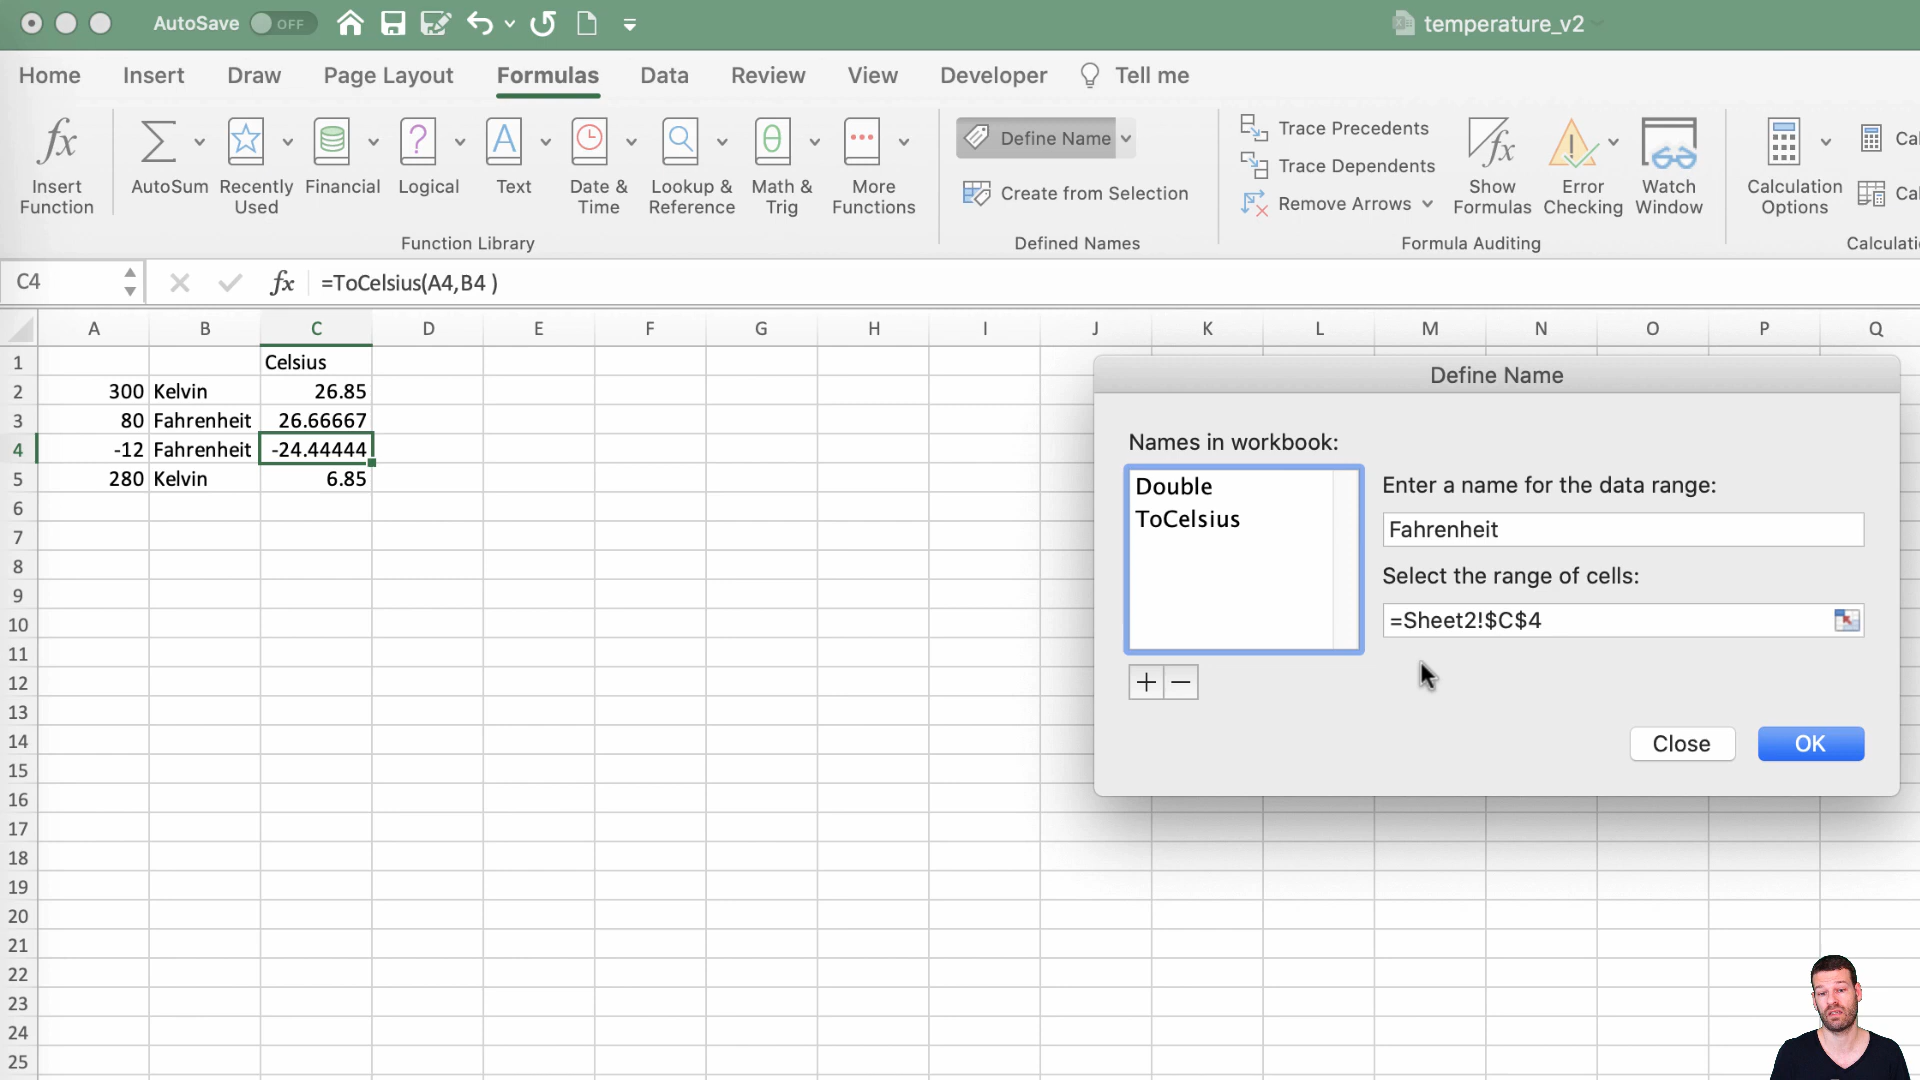 AutoSave OFF temperature_v2
Home Insert Draw Page Layout Formulas Data Review View Developer Tell me
Insert Function
AutoSum
Recently Used
Financial
Logical
Text
Date & Time
Lookup & Reference
Math & Trig
More Functions
Function Library
Define Name
Create from Selection
Defined Names
Trace Precedents
Trace Dependents
Remove Arrows
Show Formulas
Error Checking
Watch Window
Formula Auditing
Calculation Options
Cal
Cal
Calculati
C4 fx =ToCelsius(A4,B4 )
A B C D E F G H I J K L M N O P Q
1 Celsius
2 300 Kelvin 26.85
3 80 Fahrenheit 26.66667
4 -12 Fahrenheit -24.44444
5 280 Kelvin 6.85
6
7
8
9
10
11
12
13
14
15
16
17
18
19
20
21
22
23
24
25
Define Name
Names in workbook:
Double
ToCelsius
Enter a name for the data range:
Fahrenheit
Select the range of cells:
=Sheet2!$C$4
+ −
Close OK